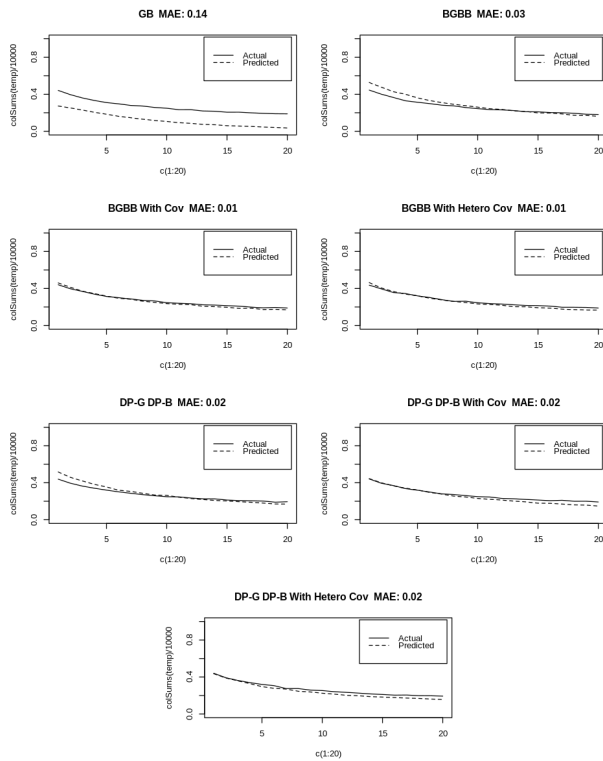 GB MAE: 0.14
colSums(temp)/10000
0.8
0.4
0.0
Actual
Predicted
5 10 15 20
c(1:20)
BGBB MAE: 0.03
colSums(temp)/10000
0.8
0.4
0.0
Actual
Predicted
5 10 15 20
c(1:20)
BGBB With Cov MAE: 0.01
colSums(temp)/10000
0.8
0.4
0.0
Actual
Predicted
5 10 15 20
c(1:20)
BGBB With Hetero Cov MAE: 0.01
colSums(temp)/10000
0.8
0.4
0.0
Actual
Predicted
5 10 15 20
c(1:20)
DP-G DP-B MAE: 0.02
colSums(temp)/10000
0.8
0.4
0.0
Actual
Predicted
5 10 15 20
c(1:20)
DP-G DP-B With Cov MAE: 0.02
colSums(temp)/10000
0.8
0.4
0.0
Actual
Predicted
5 10 15 20
c(1:20)
DP-G DP-B With Hetero Cov MAE: 0.02
colSums(temp)/10000
0.8
0.4
0.0
Actual
Predicted
5 10 15 20
c(1:20)